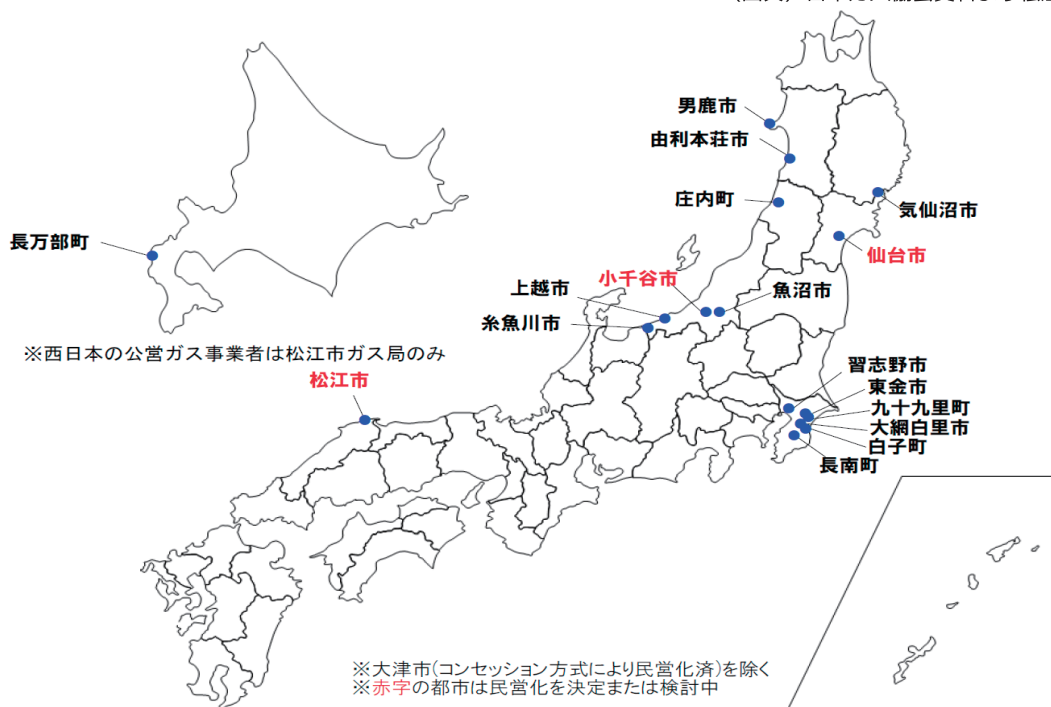 男鹿市
由利本荘市
庄内町
気仙沼市
仙台市
長万部町
小千谷市
魚沼市
上越市
糸魚川市
※西日本の公営ガス事業者は松江市ガス局のみ
松江市
習志野市
東金市
九十九里町
大網白里市
白子町
長南町
※大津市(コンセッション方式により民営化済)を除く
※赤字の都市は民営化を決定または検討中